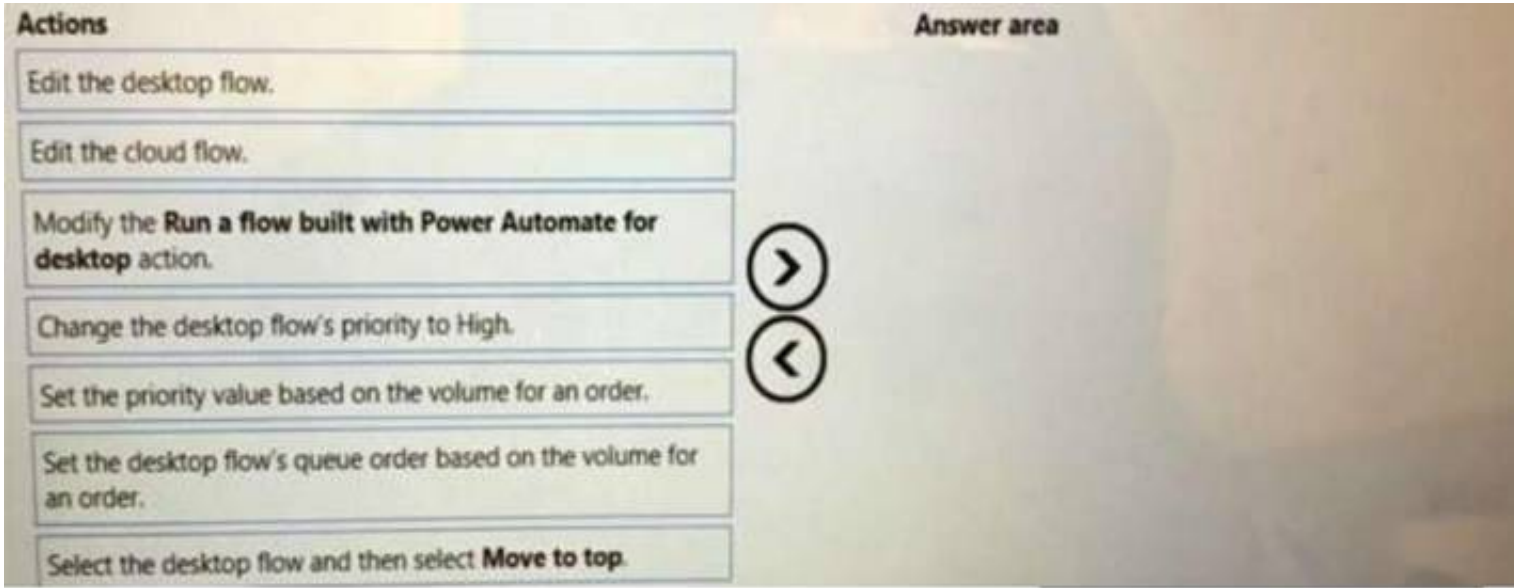 Actions
Answer area
Edit the desktop flow.
Edit the cloud flow.
Modify the Run a flow built with Power Automate for
desktop action.
Change the desktop flow's priority to High.
Set the priority value based on the volume for an order.
Set the desktop flow's queue order based on the volume for
an order.
Select the desktop flow and then select Move to top.